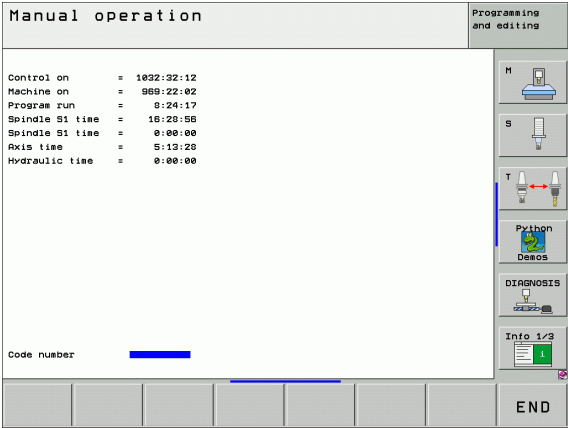 Manual operation
Programming
and editing
Control on = 1032:32:12
Machine on = 969:22:02
Program run = 8:24:17
Spindle S1 time = 16:28:56
Spindle S1 time = 0:00:00
Axis time = 5:13:28
Hydraulic time = 0:00:00
Code number
M
S
T
Python
Demos
DIAGNOSIS
Info 1/3
i
END